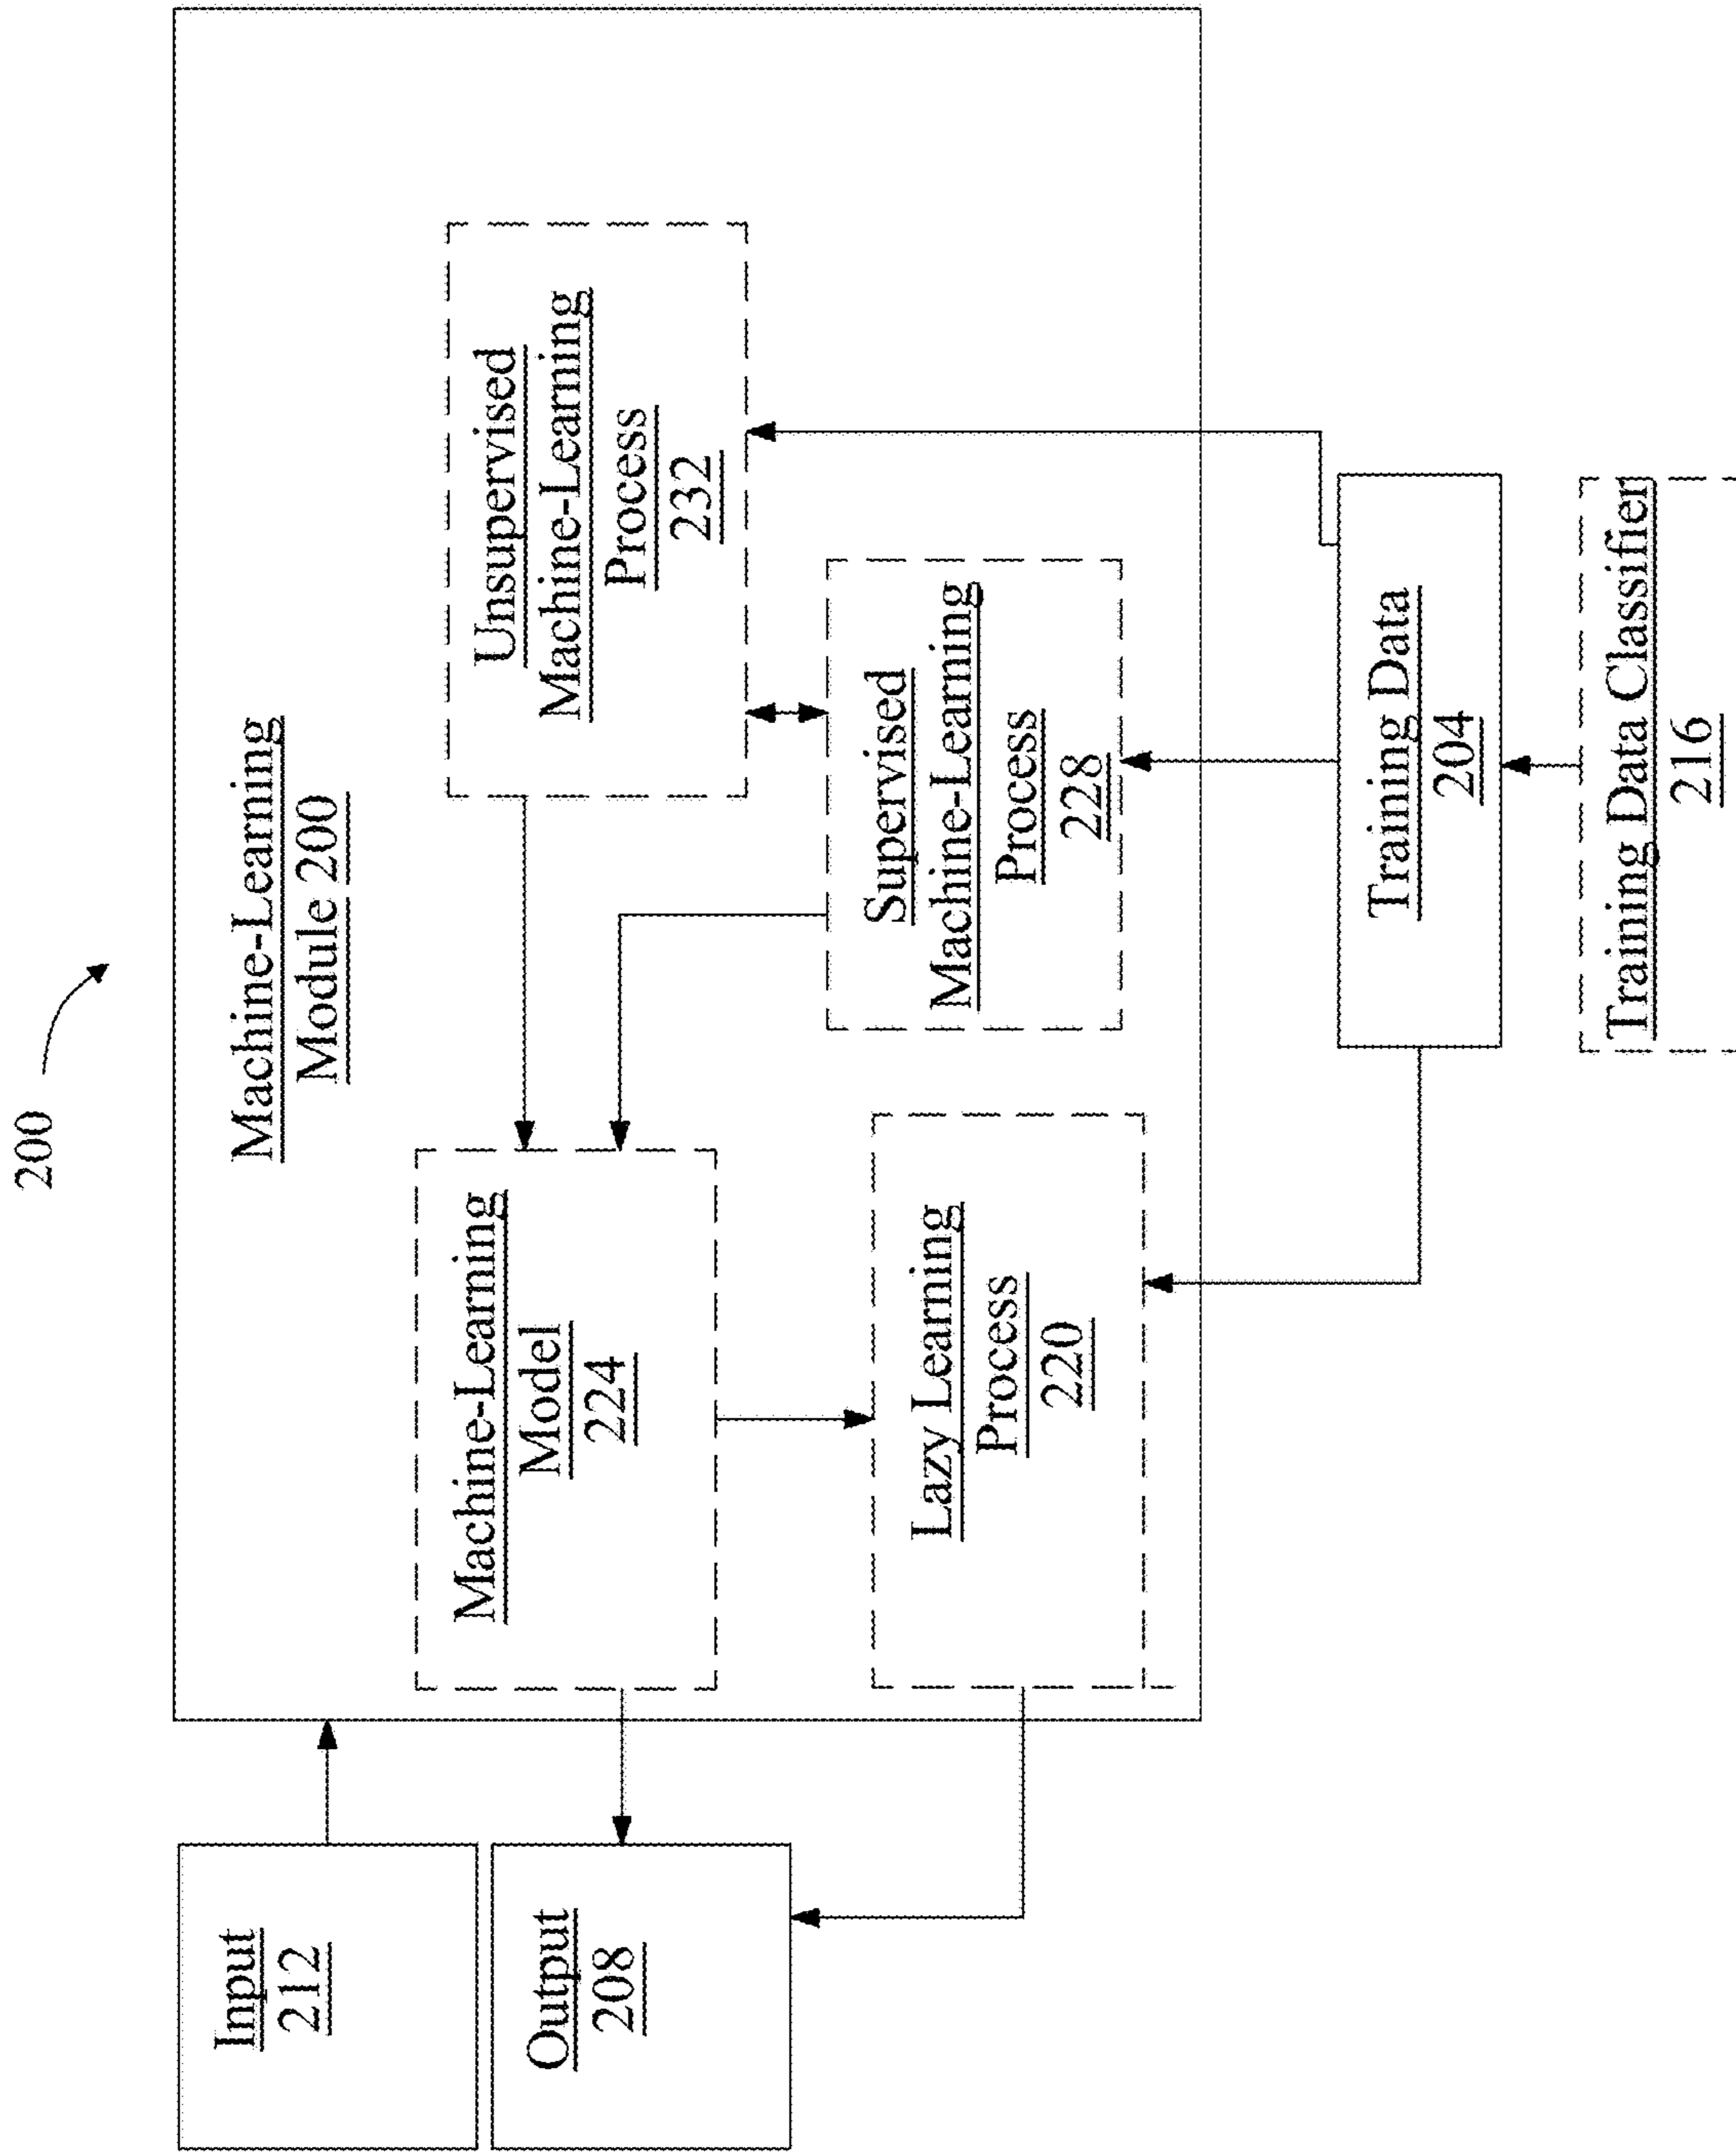 200
Machine-Learning
Module 200
Input
212
Output
208
Machine-Learning
Model
224
Unsupervised
Machine-Learning
Process
232
Lazy Learning
Process
220
Supervised
Machine-Learning
Process
228
Training Data
204
Training Data Classifier
216